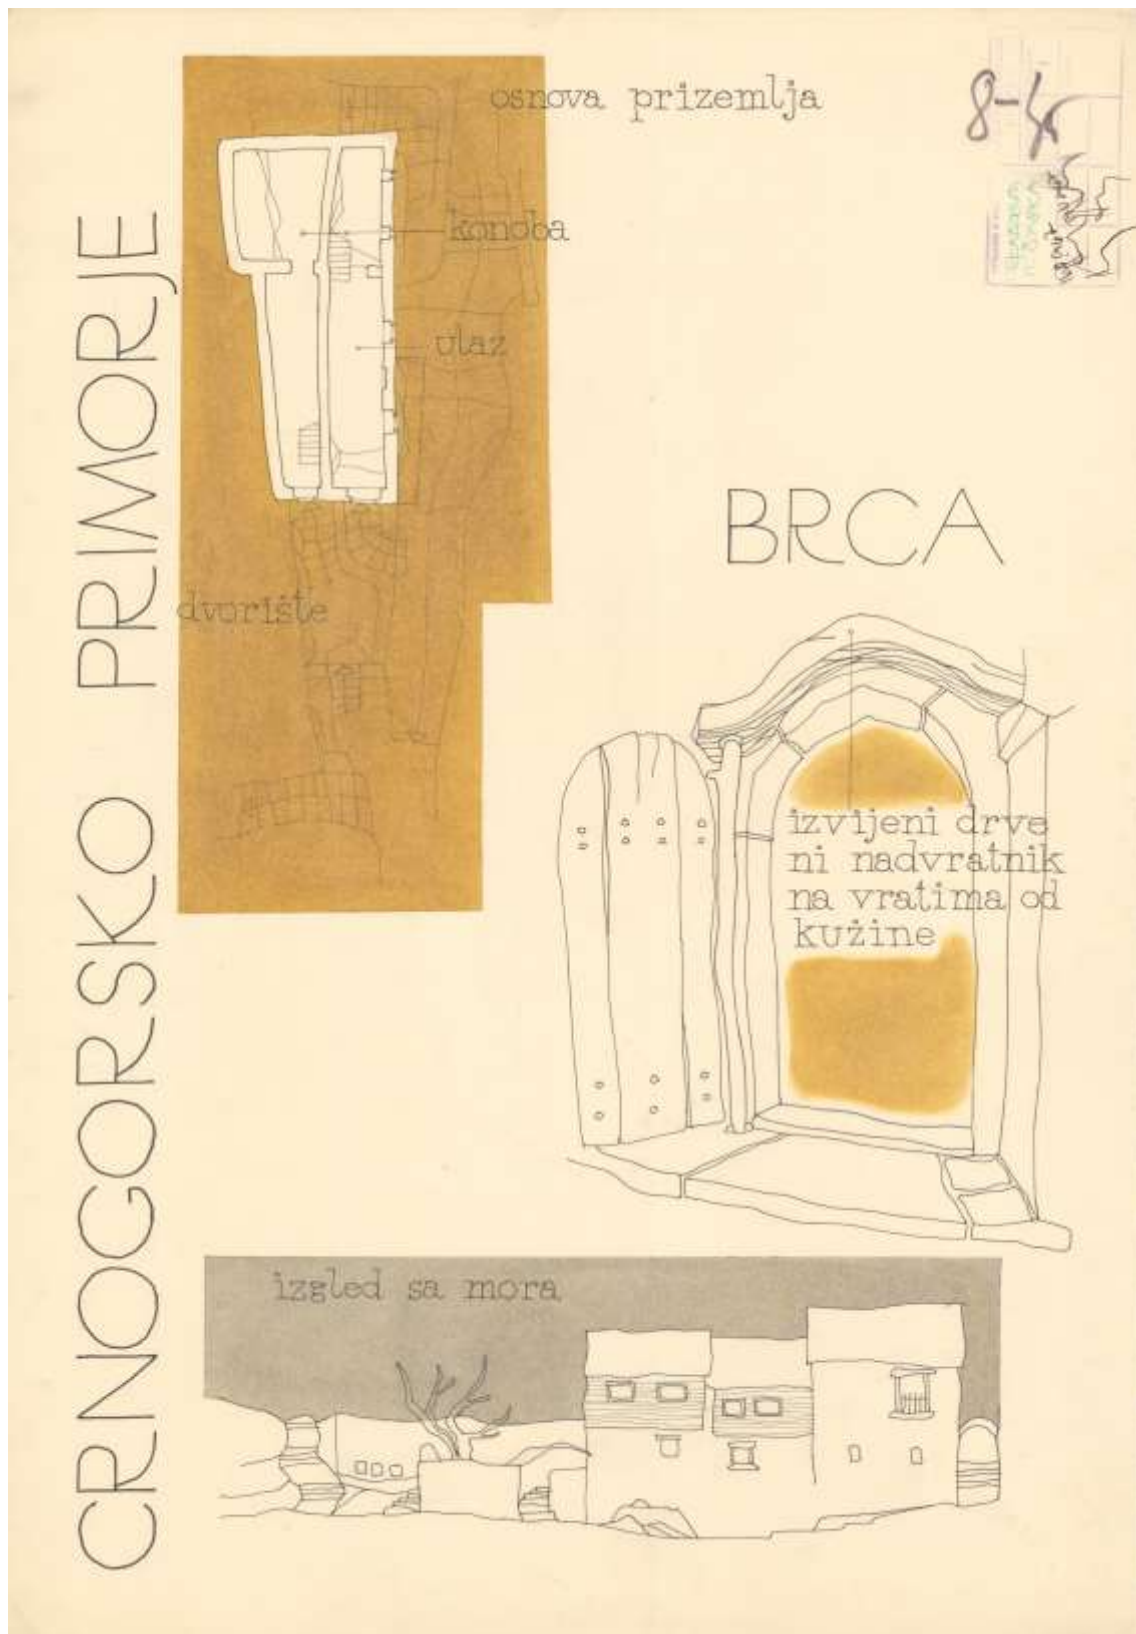 osnova prizemlja
8-4
konoba
ulaz
CRNOGORSKO PRIMORJE
BRCA
dvorište
izvijeni drve
ni nadvratnik
na vratima od
kužine
izgled sa mora